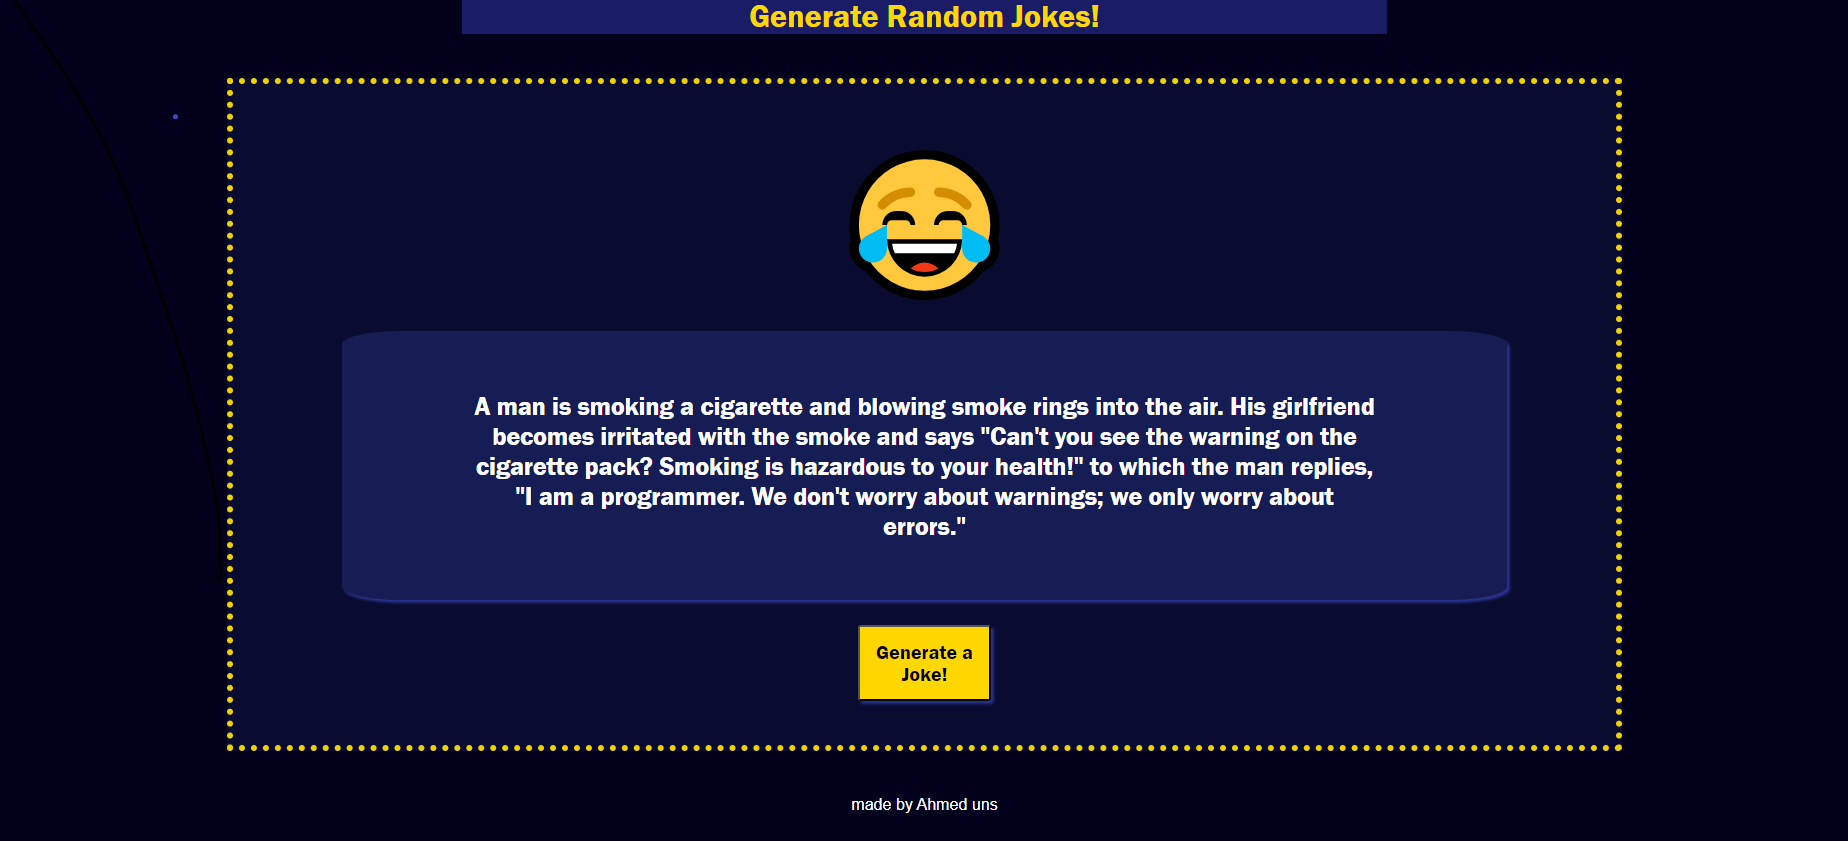 Generate Random Jokes!
A man is smoking a cigarette and blowing smoke rings into the air. His girlfriend
becomes irritated with the smoke and says "Can't you see the warning on the
cigarette pack? Smoking is hazardous to your health!" to which the man replies,
"I am a programmer. We don't worry about warnings; we only worry about
errors."
Generate a
Joke!
made by Ahmed uns